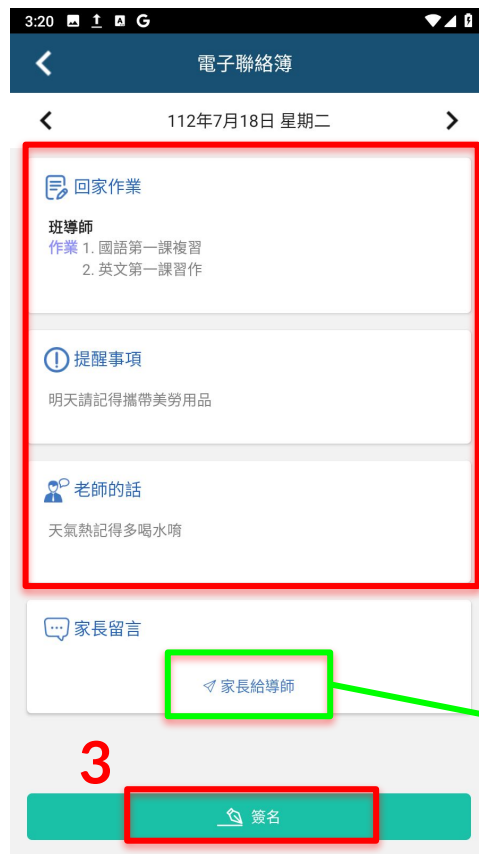 3:20
電子聯絡簿
112年7月18日 星期二
回家作業
班導師
作業 1. 國語第一課複習
2. 英文第一課習作
提醒事項
明天請記得攜帶美勞用品
老師的話
天氣熱記得多喝水唷
家長留言
家長給導師
3
簽名